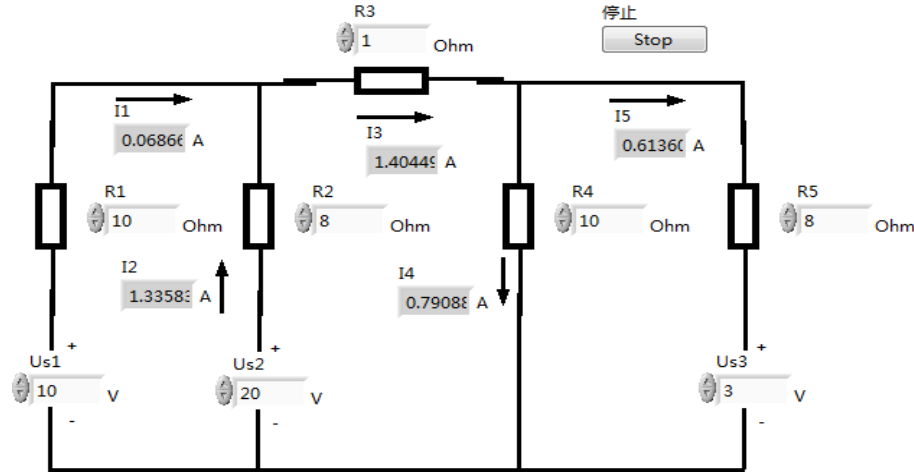 R3
停止
1 Ohm
Stop
I1
0.06866 A
I3
1.40449 A
I5
0.61360 A
R1
10 Ohm
R2
8 Ohm
R4
10 Ohm
R5
8 Ohm
I2
1.33583 A
I4
0.79088 A
+
Us1
10 V
-
+
Us2
20 V
-
+
Us3
3 V
-